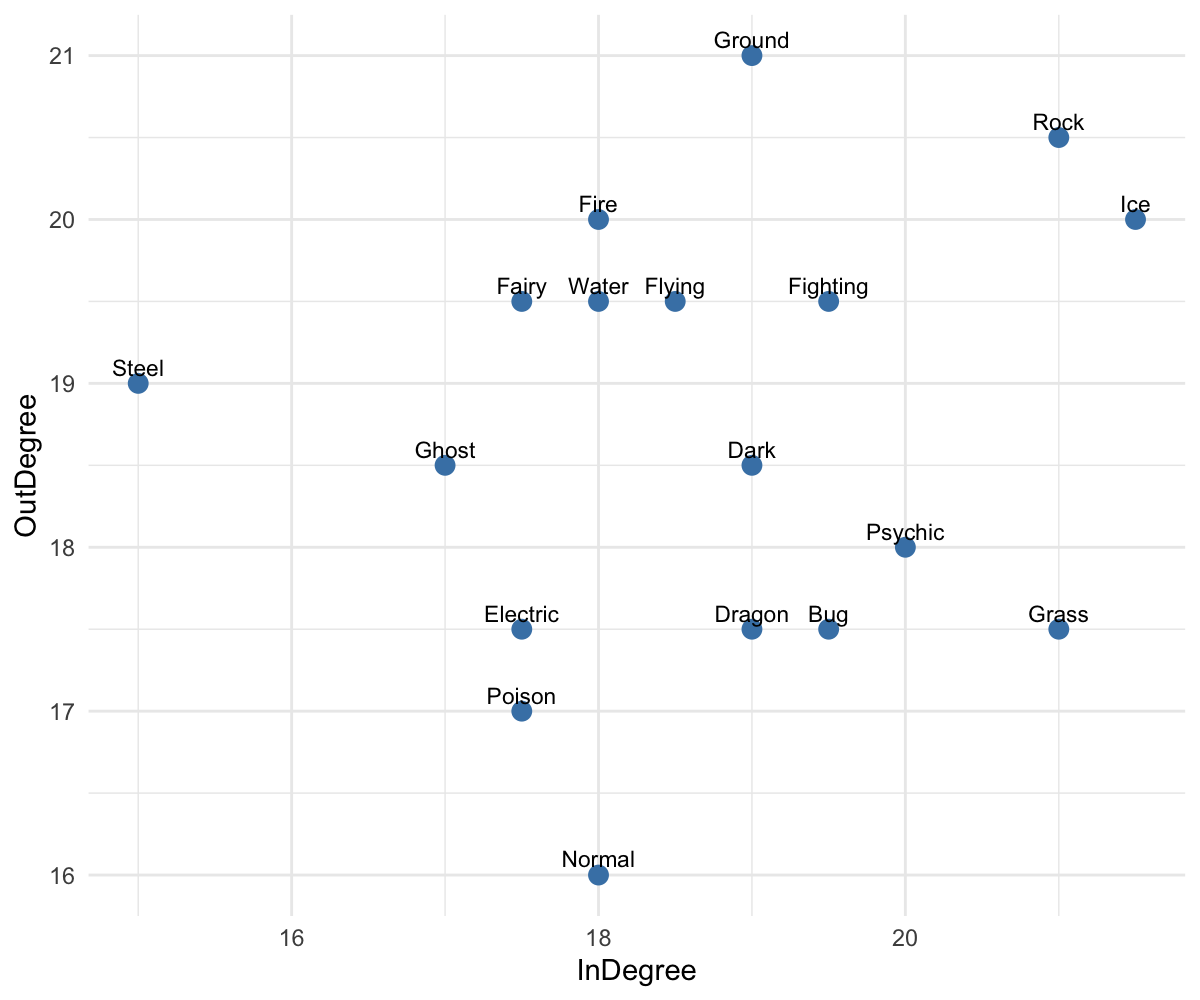 Ground
21
Rock
Fire
Ice
20
Fairy Water Flying Fighting
Steel
19
Ghost Dark
Psychic
18
Electric Dragon Bug Grass
Poison
17
Normal
16
16 18 20
InDegree
OutDegree